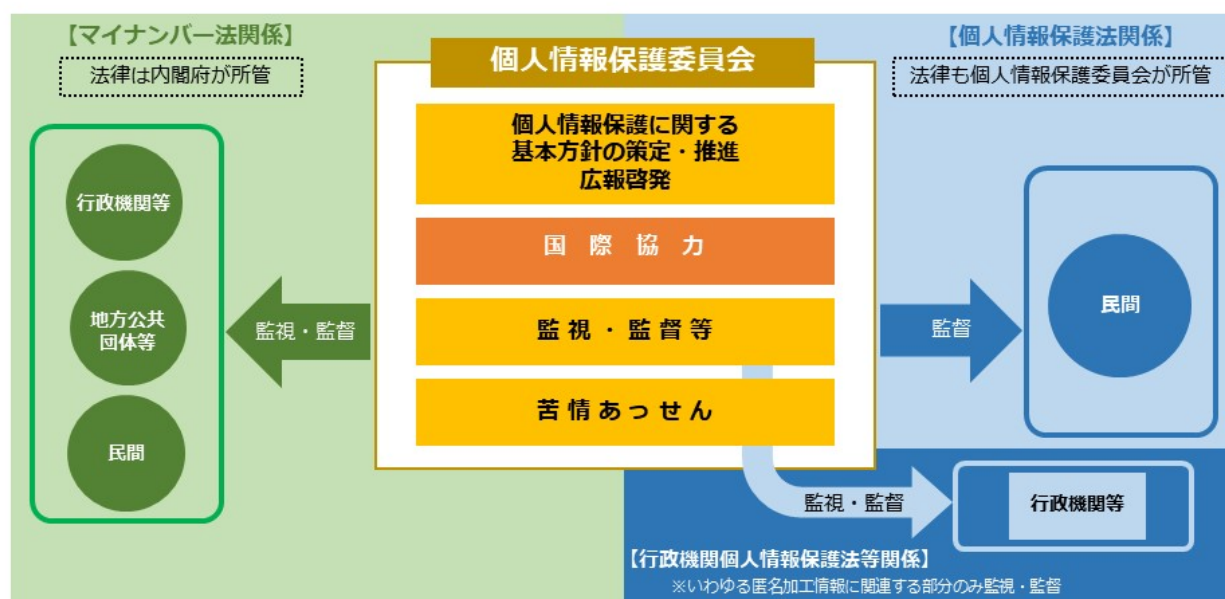 【マイナンバー法関係】
法律は内閣府が所管
行政機関等
地方公共
団体等
民間
監視・監督
個人情報保護委員会
個人情報保護に関する
基本方針の策定・推進
広報啓発
国際協力
監視・監督等
苦情あっせん
【個人情報保護法関係】
法律も個人情報保護委員会が所管
監督
民間
監視・監督
行政機関等
【行政機関個人情報保護法等関係】
※いわゆる匿名加工情報に関連する部分のみ監視・監督